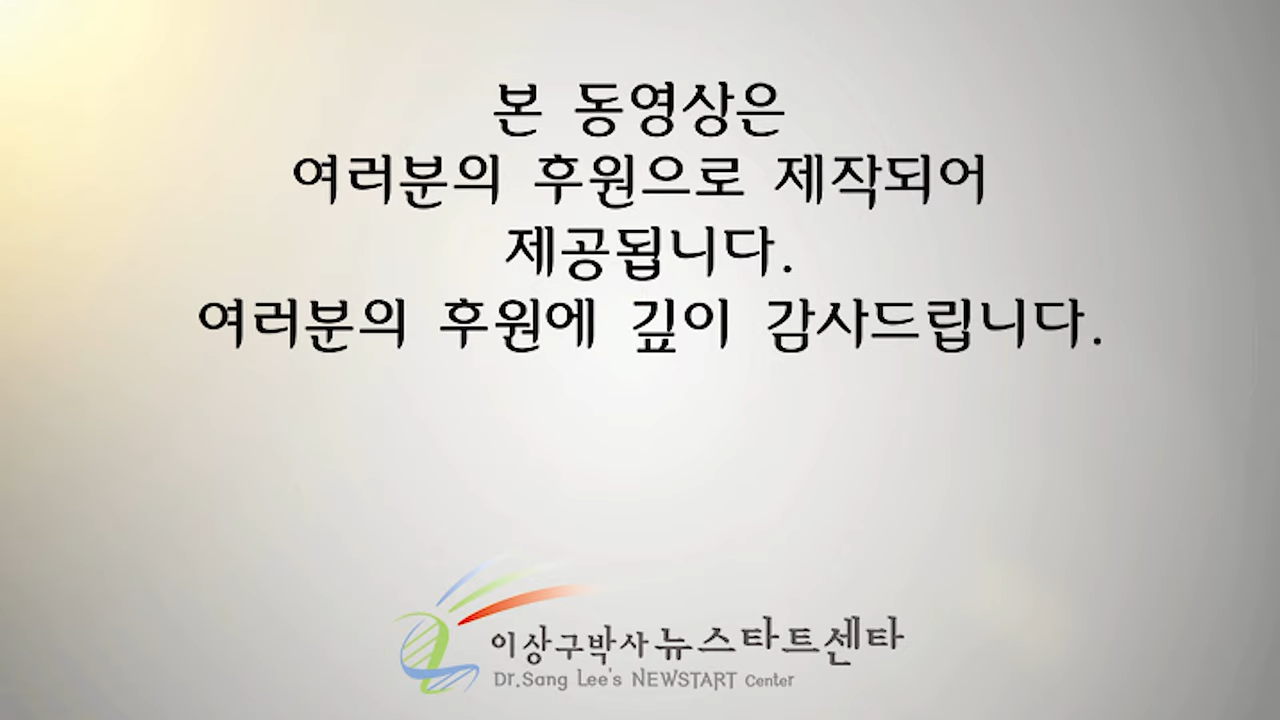 본 동영상은
여러분의 후원으로 제작되어
제공됩니다.
여러분의 후원에 깊이 감사드립니다.
이상구박사 뉴스타트센타
Dr.Sang Lee's NEWSTART Center